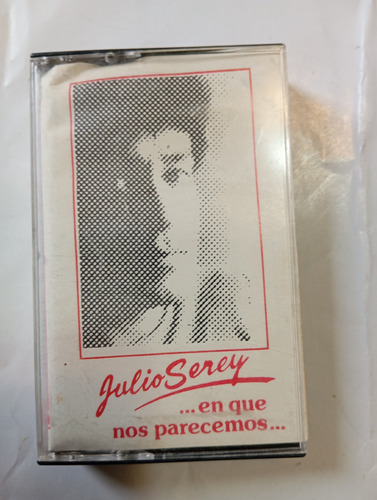 Julio Serey
...en que
nos parecemos...